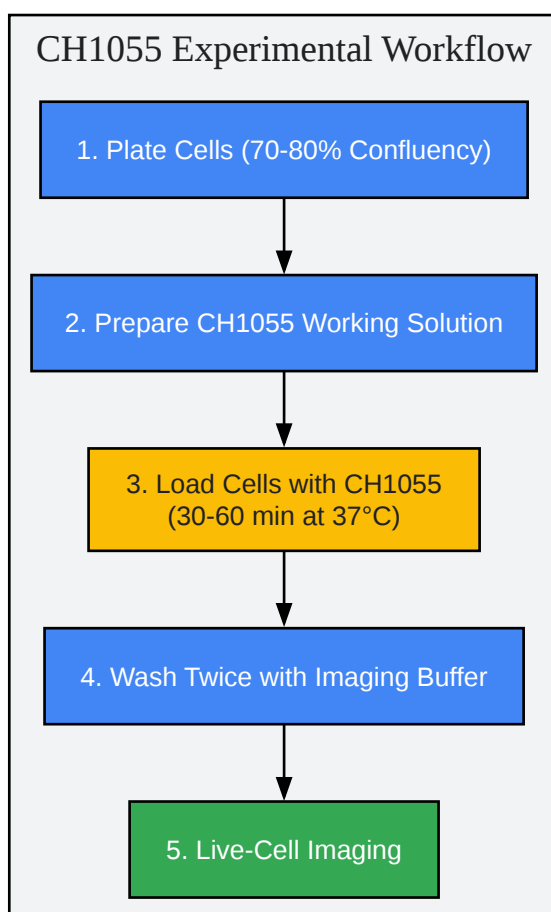 CH1055 Experimental Workflow
1. Plate Cells (70-80% Confluency)
2. Prepare CH1055 Working Solution
3. Load Cells with CH1055
(30-60 min at 37°C)
4. Wash Twice with Imaging Buffer
5. Live-Cell Imaging